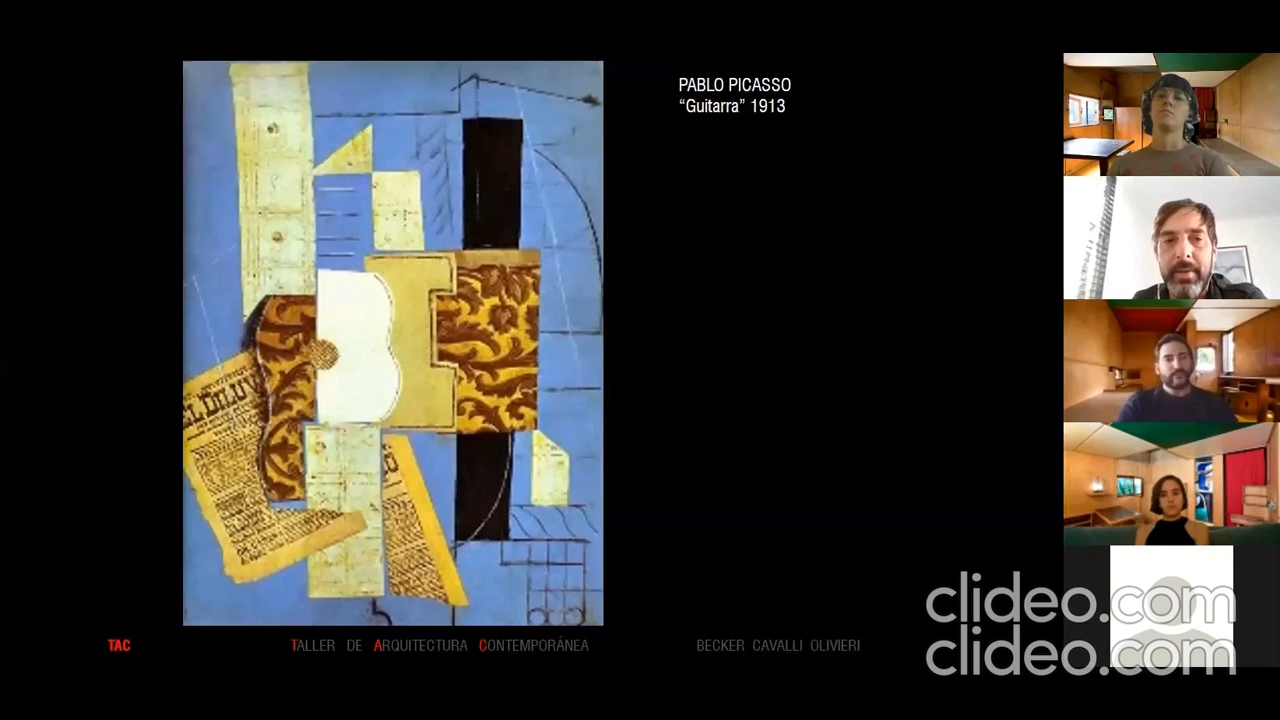 PABLO PICASSO
“Guitarra” 1913
EL DILUV
TAC
TALLER DE ARQUITECTURA CONTEMPORÁNEA
BECKER CAVALLI OLIVIERI
clideo.com
clideo.com